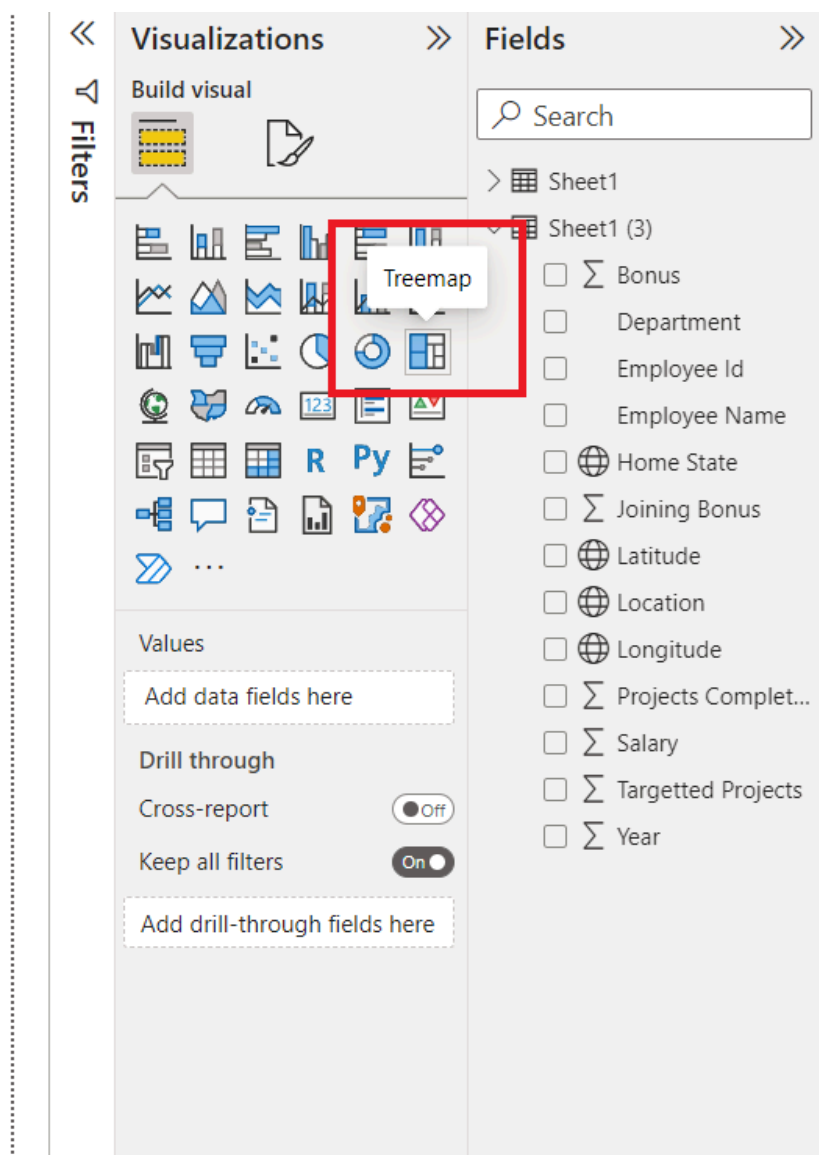 Visualizations
Fields
Build visual
Filters
Search
Sheet1
Sheet1 (3)
Treemap
Bonus
Department
Employee Id
Employee Name
123
Home State
R
Py
Joining Bonus
Latitude
Location
Longitude
Projects Complet...
Salary
Targetted Projects
Year
Values
Add data fields here
Drill through
Cross-report
Off
Keep all filters
On
Add drill-through fields here